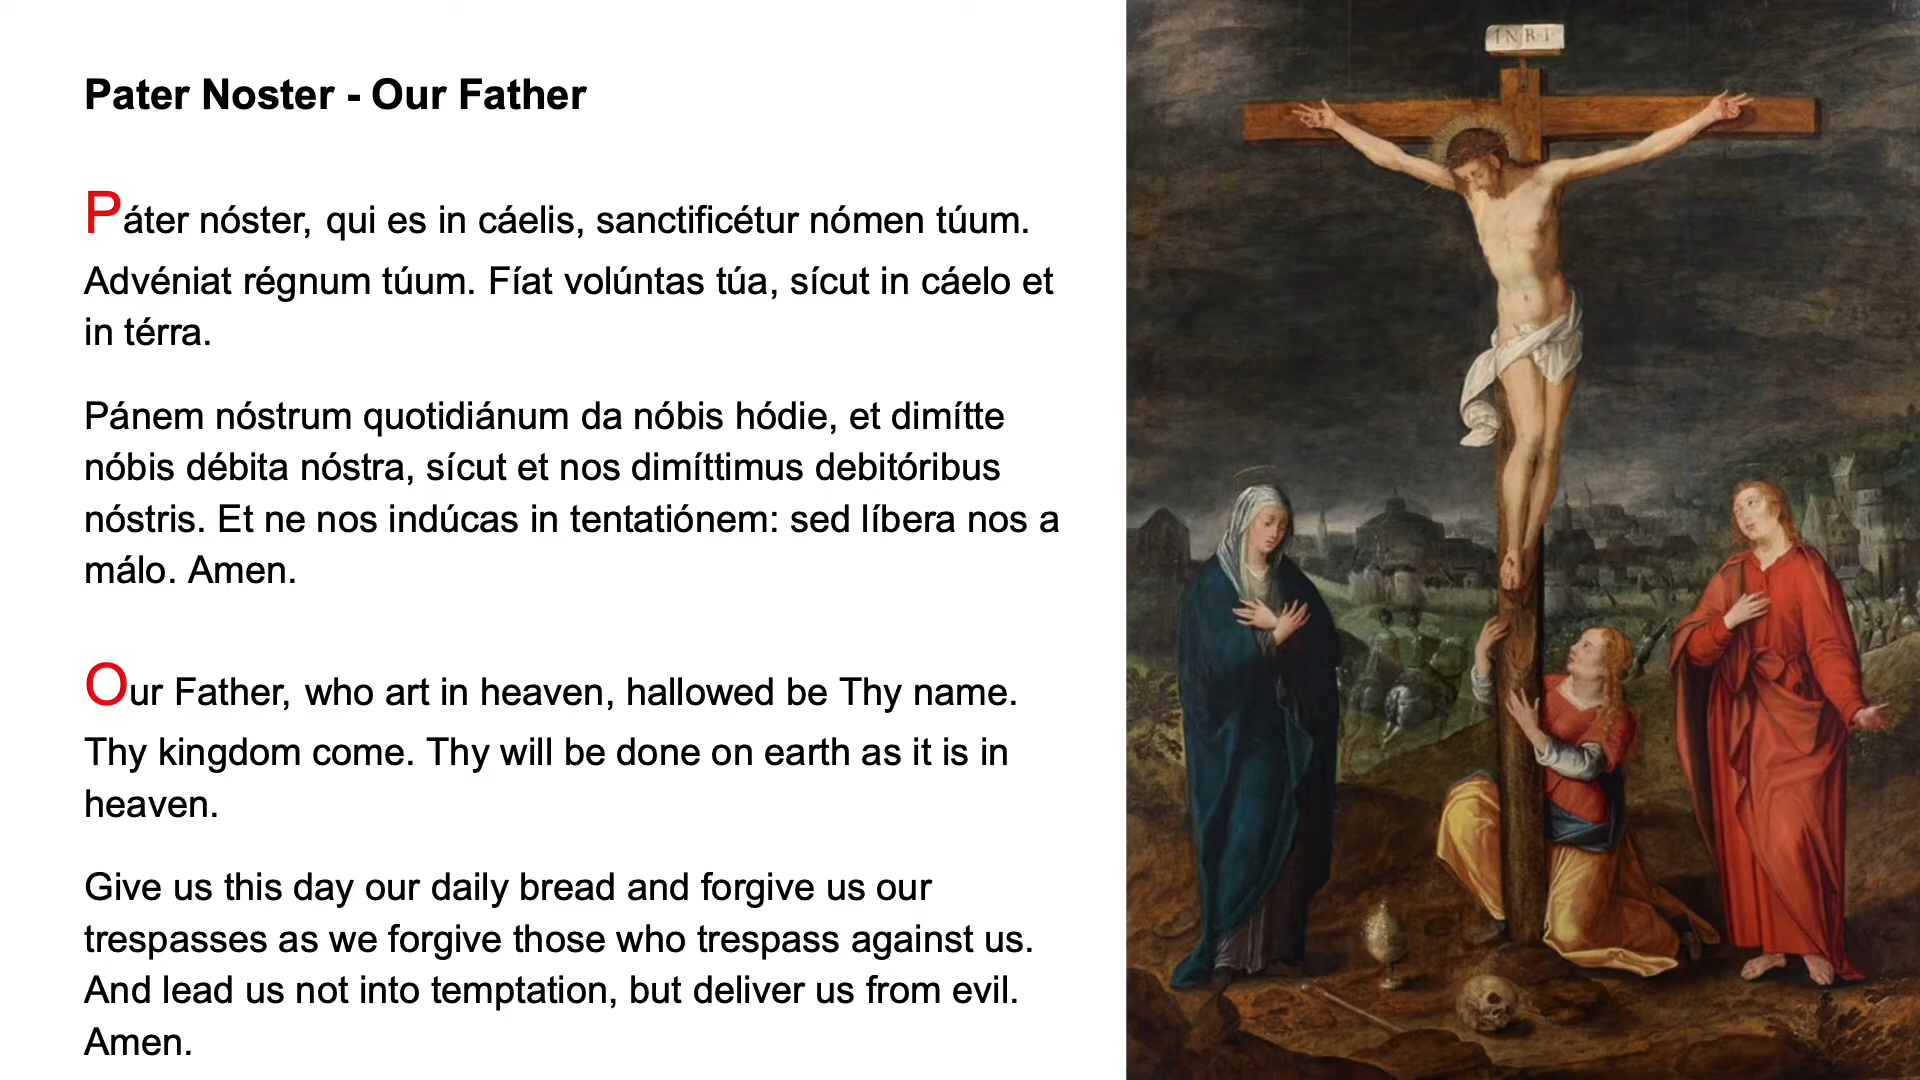 Pater Noster - Our Father
Páter nóster, qui es in cáelis, sanctificétur nómen túum.
Advéniat régnum túum. Fíat volúntas túa, sícut in cáelo et
in térra.
Pánem nóstrum quotidiánum da nóbis hódie, et dimítte
nóbis débita nóstra, sícut et nos dimíttimus debitóribus
nóstris. Et ne nos indúcas in tentatiónem: sed líbera nos a
málo. Amen.
Our Father, who art in heaven, hallowed be Thy name.
Thy kingdom come. Thy will be done on earth as it is in
heaven.
Give us this day our daily bread and forgive us our
trespasses as we forgive those who trespass against us.
And lead us not into temptation, but deliver us from evil.
Amen.
INRI